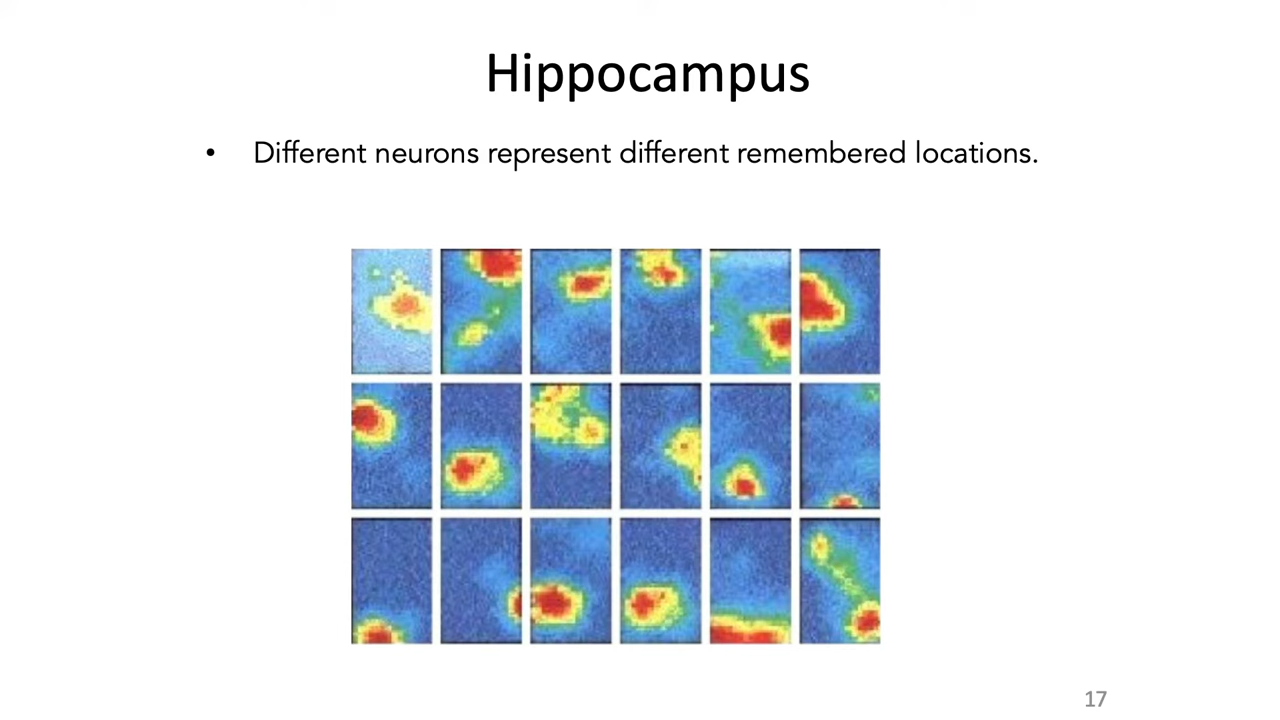 Hippocampus
• Different neurons represent different remembered locations.
17